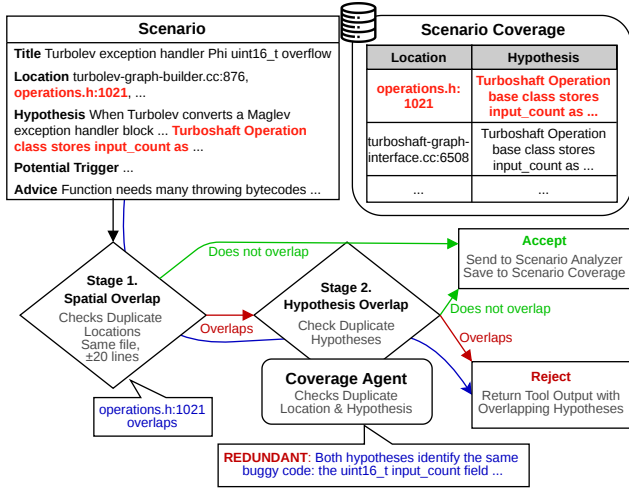 Scenario
Title Turbolev exception handler Phi uint16_t overflow
Location turbolev-graph-builder.cc:876,
operations.h:1021, ...
Hypothesis When Turbolev converts a Maglev
exception handler block ... Turboshaft Operation
class stores input_count as ...
Potential Trigger ...
Advice Function needs many throwing bytecodes ...
Scenario Coverage
Location
Hypothesis
operations.h:
1021
Turboshaft Operation
base class stores
input_count as ...
turboshaft-graph-
interface.cc:6508
Turboshaft Operation
base class stores
input_count as ...
...
...
Does not overlap
Accept
Send to Scenario Analyzer
Save to Scenario Coverage
Stage 1.
Spatial Overlap
Checks Duplicate
Locations
Same file,
±20 lines
Overlaps
Stage 2.
Hypothesis Overlap
Check Duplicate
Hypotheses
Does not overlap
Overlaps
Coverage Agent
Checks Duplicate
Location & Hypothesis
Reject
Return Tool Output with
Overlapping Hypotheses
operations.h:1021
overlaps
REDUNDANT: Both hypotheses identify the same
buggy code: the uint16_t input_count field ...